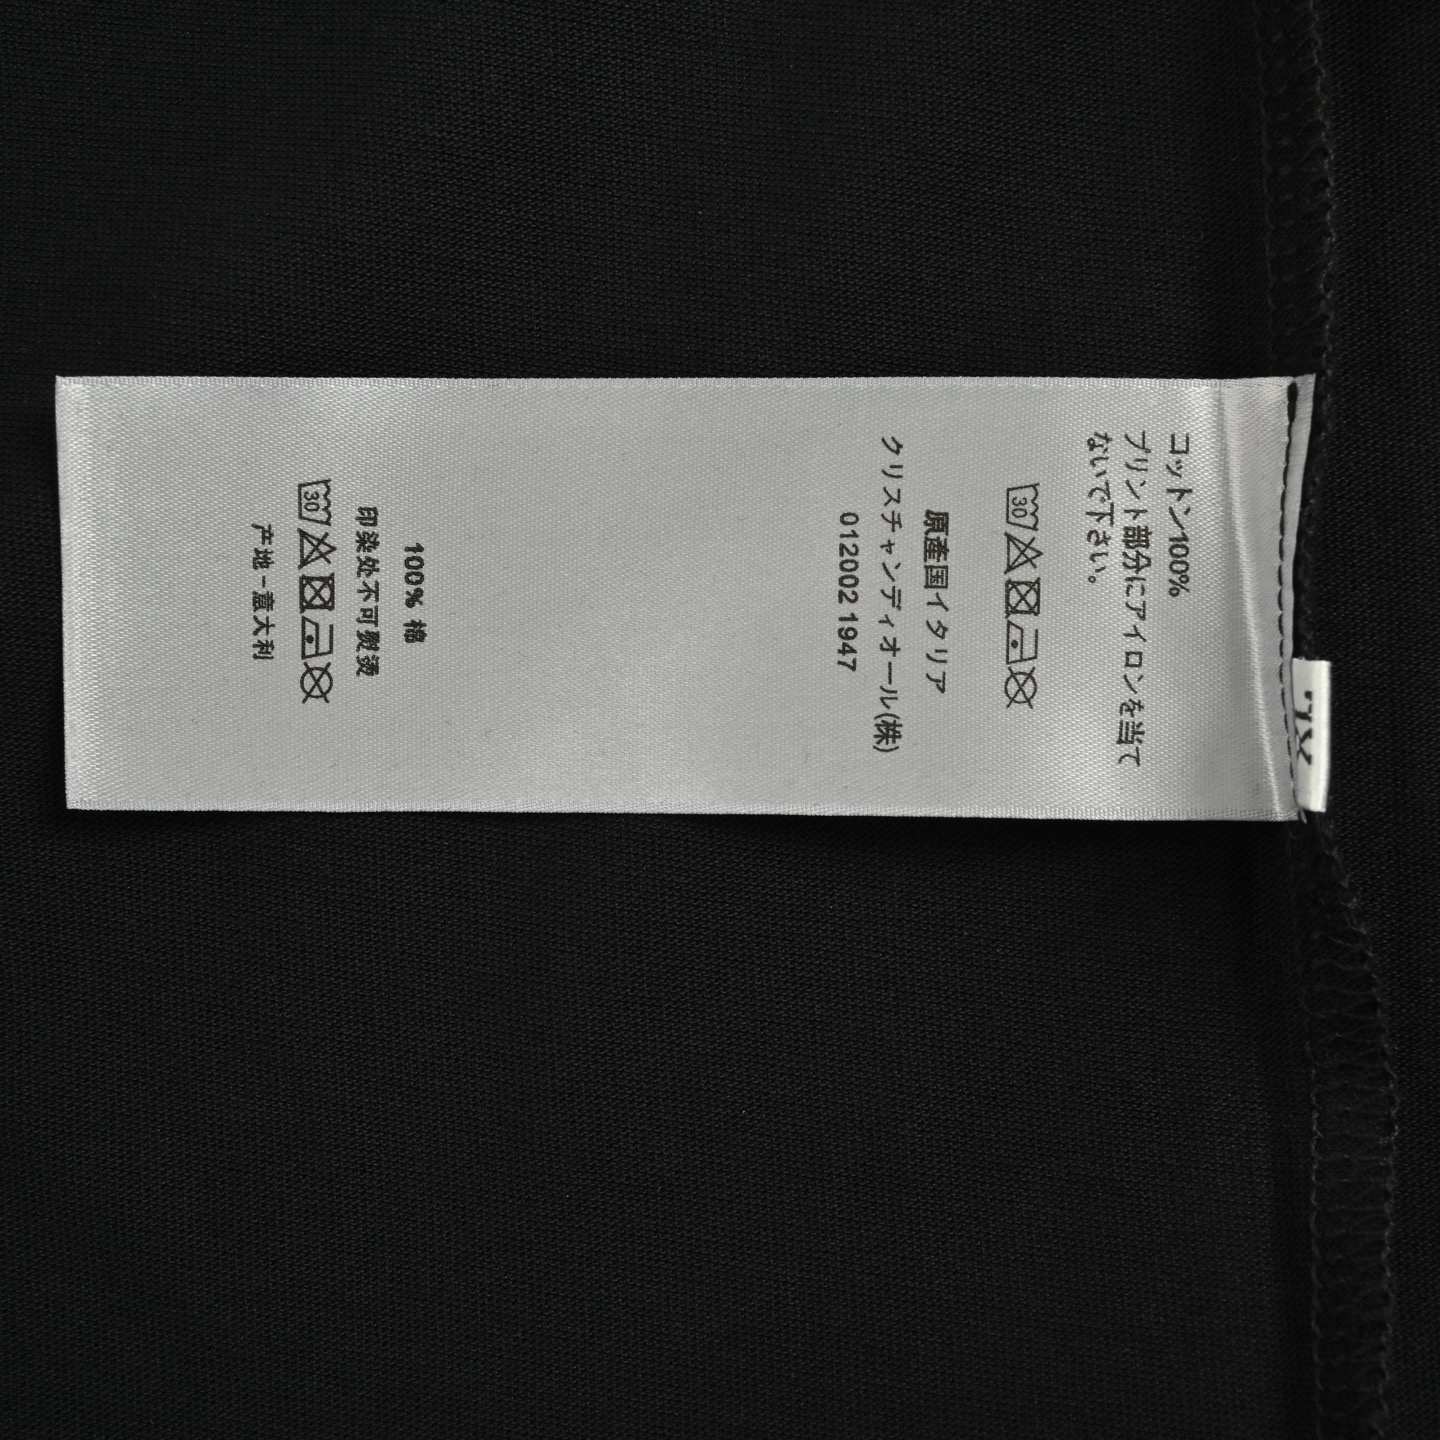 コットン100%
プリント部分にアイロンを当て
ないで下さい。
30
原産国イタリア
クリスチャンディオール(株)
012002 1947
100% 棉
印染处不可熨烫
30
产地-意大利
XL